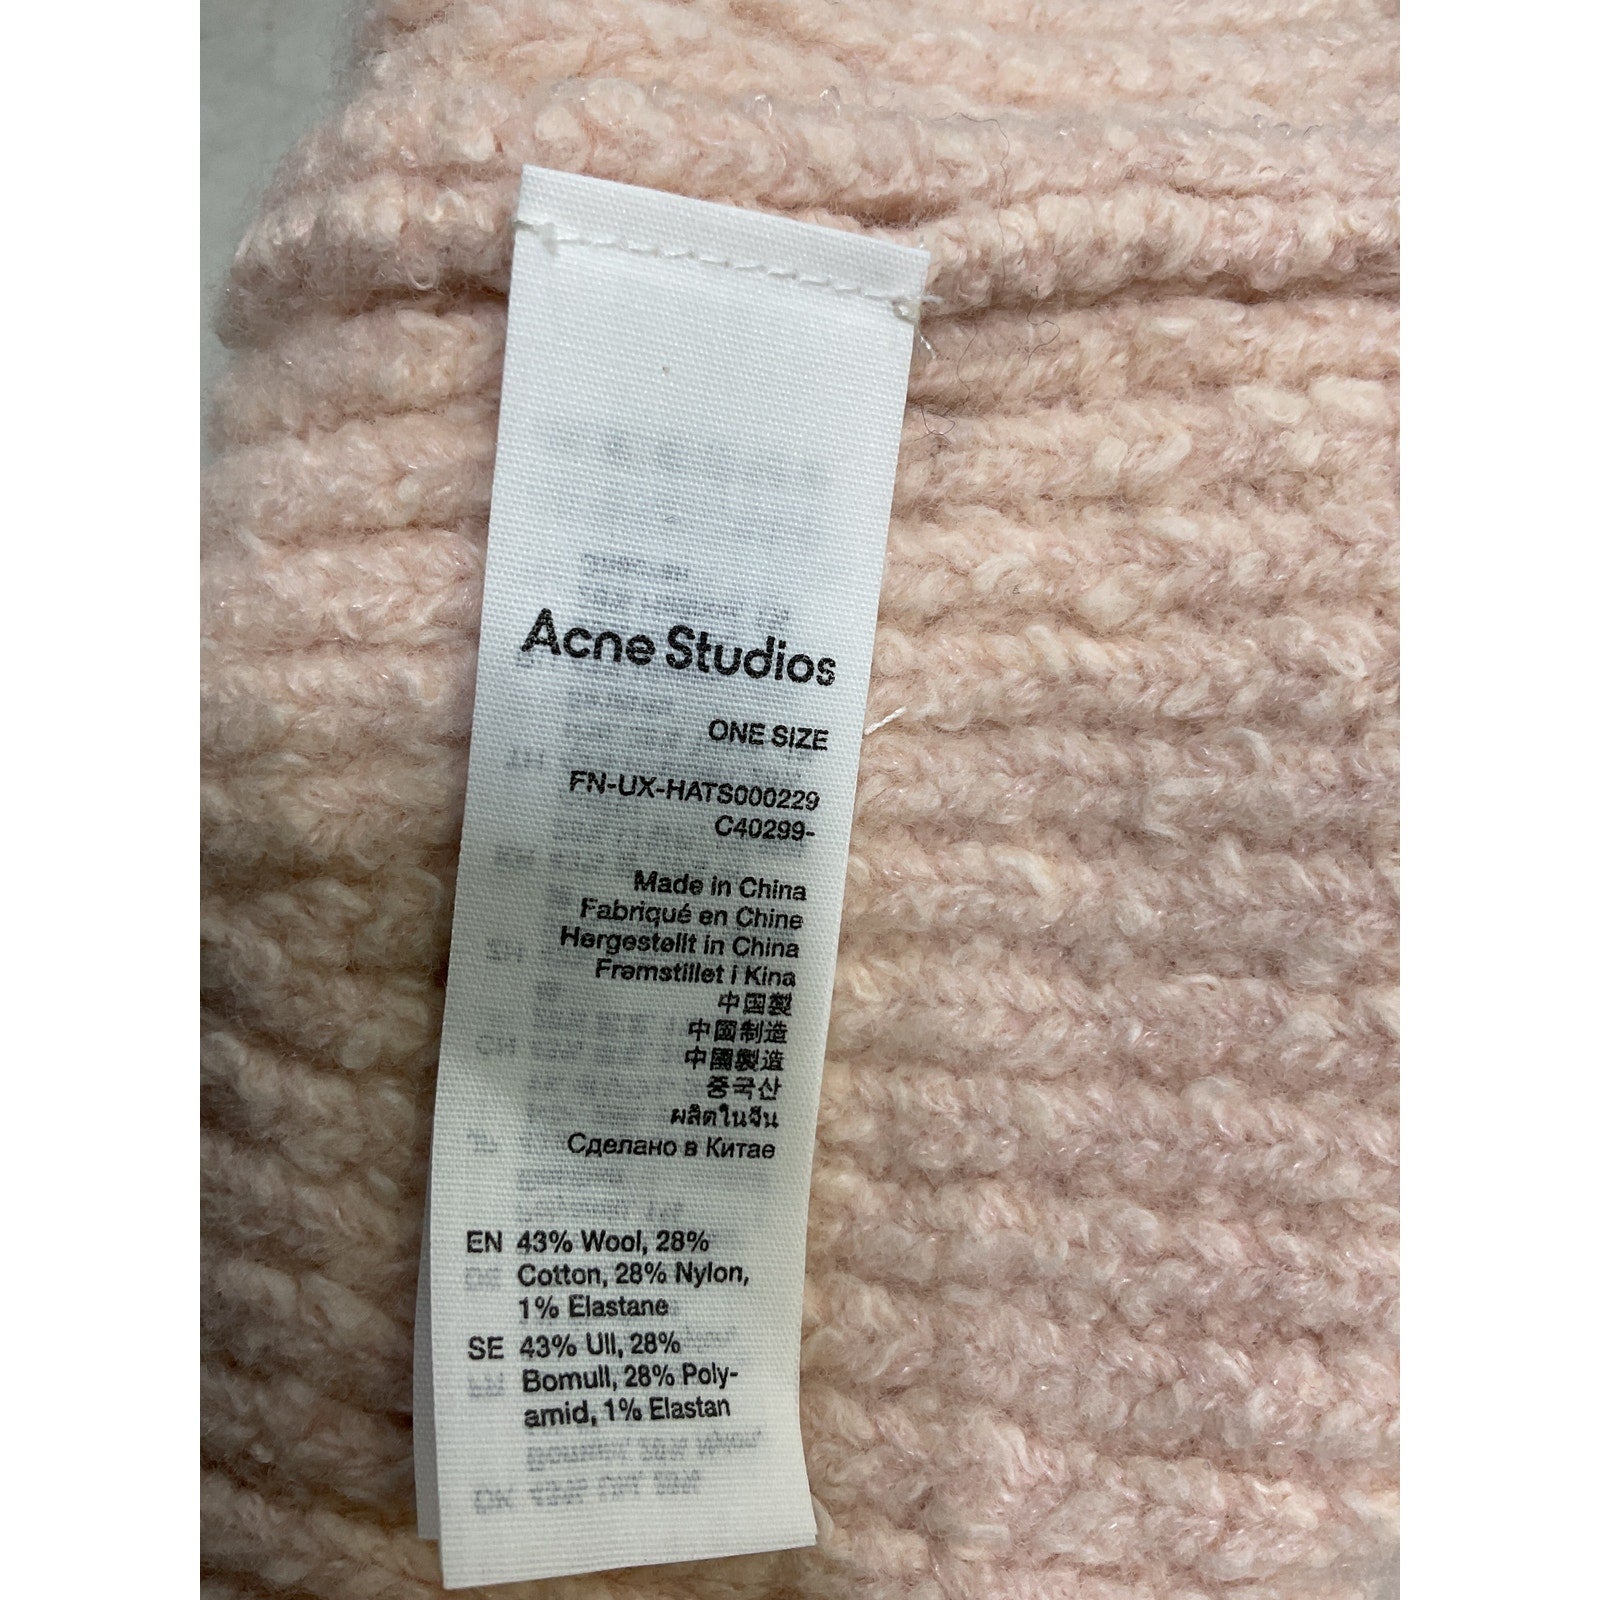 Acne Studios
ONE SIZE
FN-UX-HATS000229
C40299-
Made in China
Fabriqué en Chine
Hergestellt in China
Fremstillet i Kina
中国製
中國制造
中國製造
중국산
ผลิตในจีน
Сделано в Китае
EN 43% Wool, 28%
Cotton, 28% Nylon,
1% Elastane
SE 43% Ull, 28%
Bomull, 28% Poly-
amid, 1% Elastan